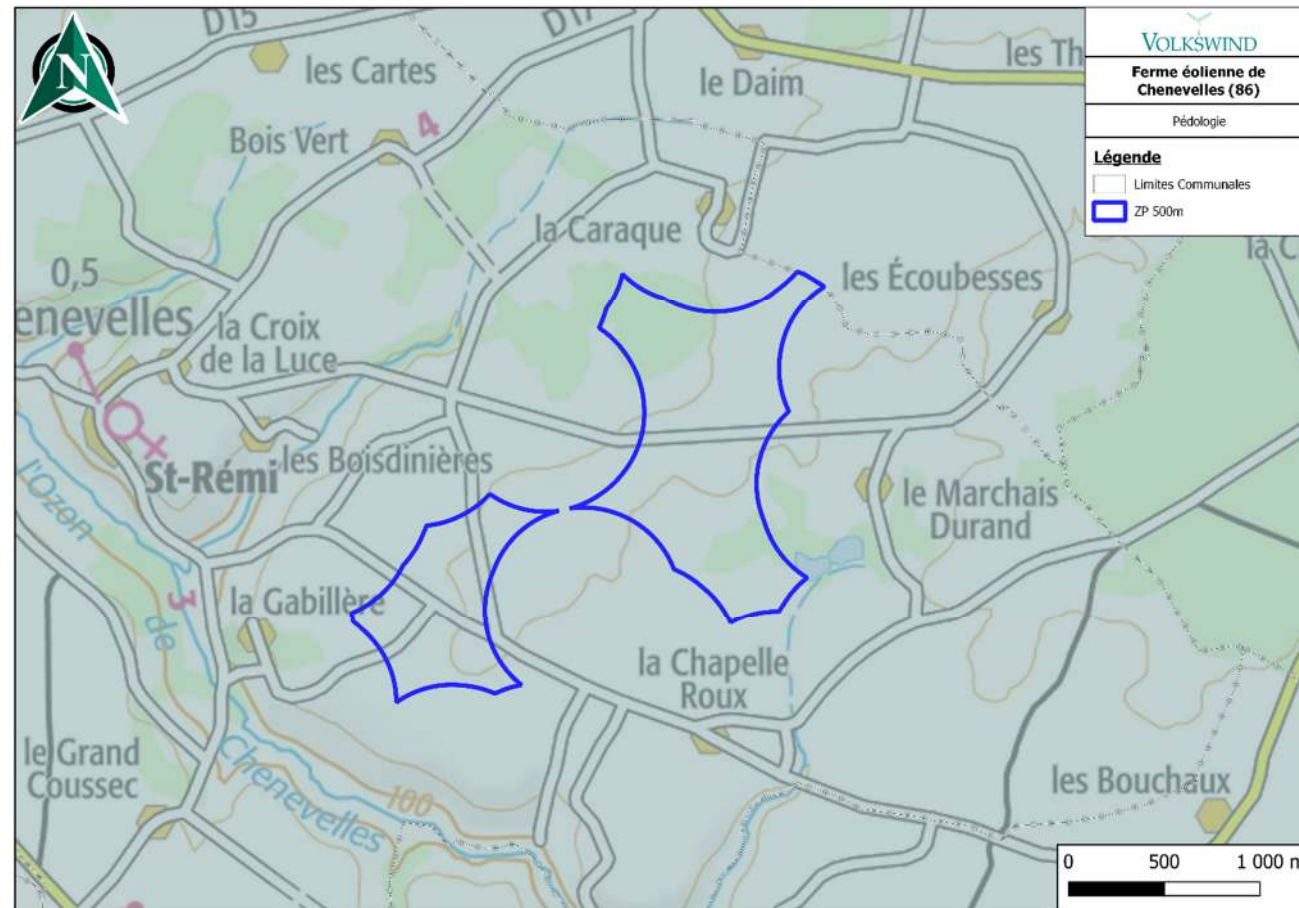 D15
D17
les Cartes
les Th
le Daim
N
Bois Vert
4
VOLKSWIND
Ferme éolienne de
Chenevelles (86)
Pédologie
Légende
Limites Communales
ZP 500m
la Caraque
la C
les Écoubesses
0,5
enevelles
la Croix
de la Luce
St-Rémi
les Boisdinières
l'Ozon
de
Chenevelles
3
le Marchais
Durand
la Gabillère
la Chapelle
Roux
le Grand
Coussec
100
les Bouchaux
0 500 1 000 m